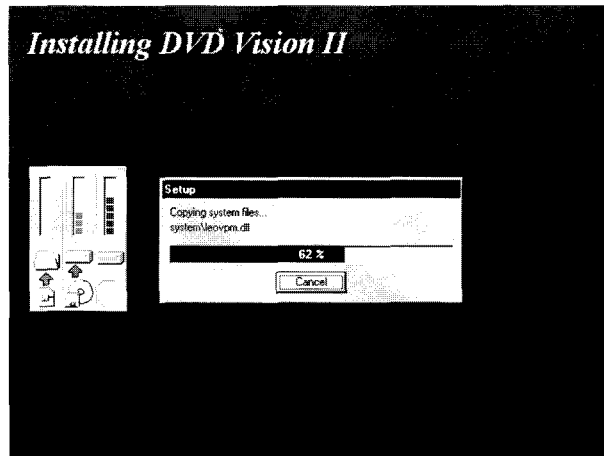 Installing DVD Vision II
Setup
Copying system files...
system\leovpm.dll
62 %
Cancel